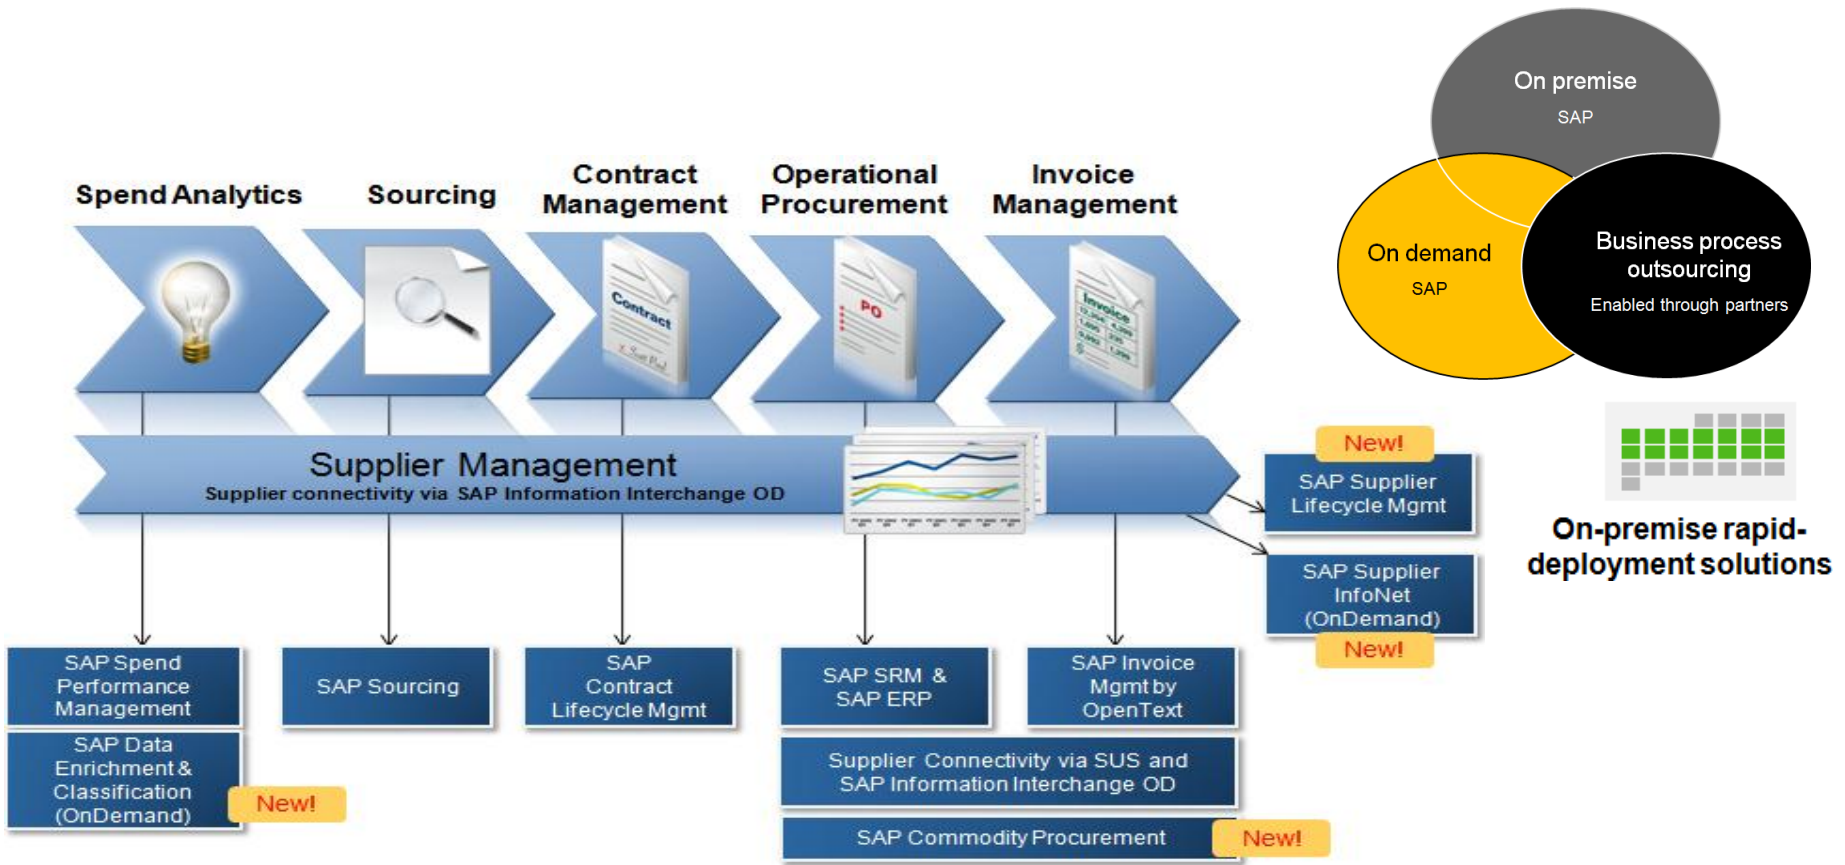 On premise
SAP
On demand
SAP
Business process
outsourcing
Enabled through partners
Spend Analytics
Sourcing
Contract
Management
Operational
Procurement
Invoice
Management
Contract
PO
Invoice
Supplier Management
Supplier connectivity via SAP Information Interchange OD
New!
SAP Supplier
Lifecycle Mgmt
SAP Supplier
InfoNet
(OnDemand)
New!
On-premise rapid-
deployment solutions
SAP Spend
Performance
Management
SAP Data
Enrichment &
Classification
(OnDemand)
New!
SAP Sourcing
SAP
Contract
Lifecycle Mgmt
SAP SRM &
SAP ERP
SAP Invoice
Mgmt by
OpenText
Supplier Connectivity via SUS and
SAP Information Interchange OD
SAP Commodity Procurement
New!